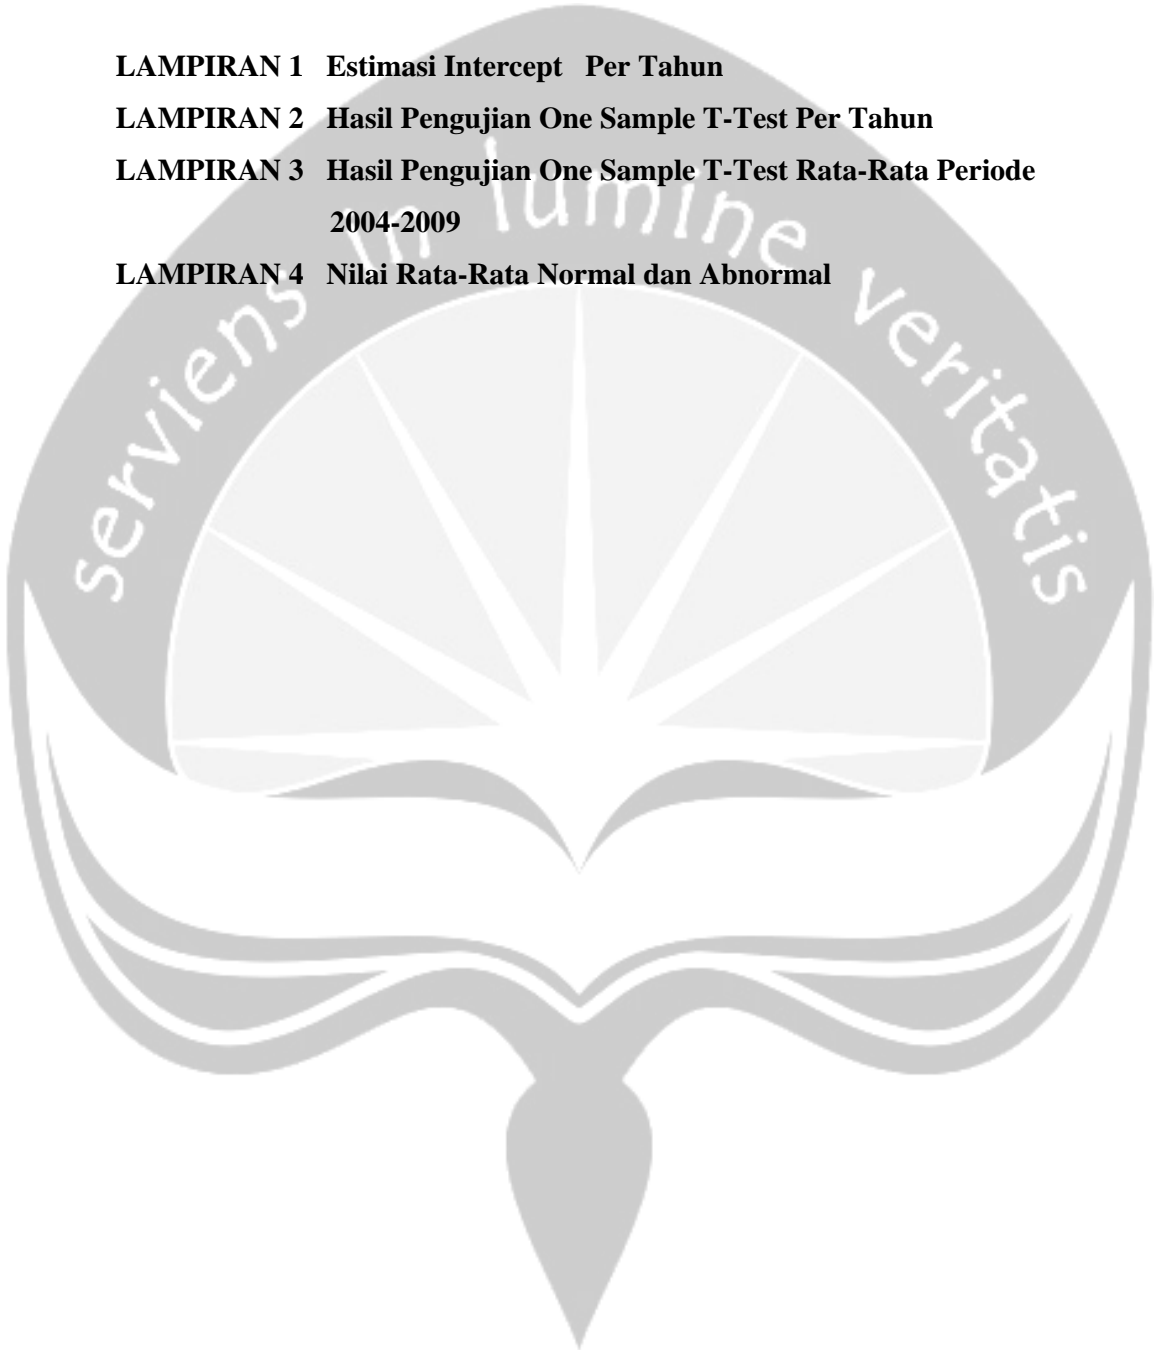 LAMPIRAN 1 Estimasi Intercept Per Tahun
LAMPIRAN 2 Hasil Pengujian One Sample T-Test Per Tahun
LAMPIRAN 3 Hasil Pengujian One Sample T-Test Rata-Rata Periode
2004-2009
LAMPIRAN 4 Nilai Rata-Rata Normal dan Abnormal
serviens in lumine veritatis